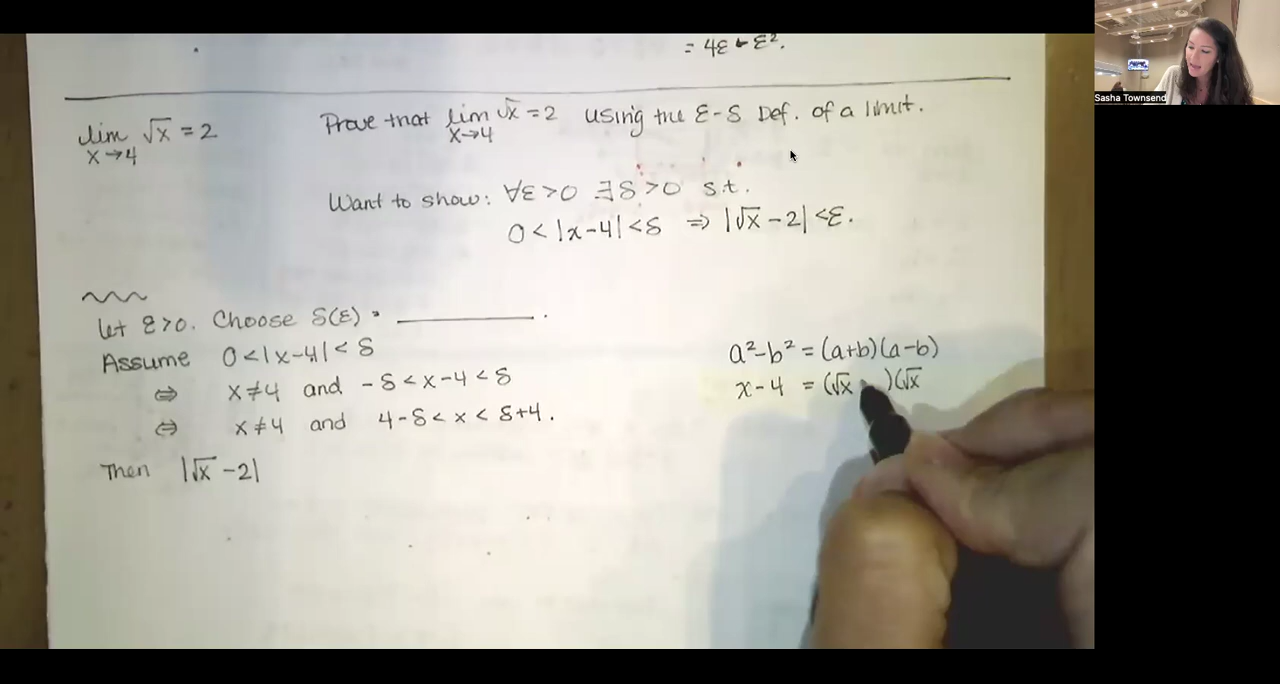 = 4ε - ε².
lim √x = 2
x→4
Prove that lim √x = 2 using the ε-δ Def. of a limit.
x→4
Want to show: ∀ε>0 ∃δ>0 s.t.
0<|x-4|<δ ⇒ |√x-2|<ε.
Let ε>0. Choose δ(ε) = ________.
Assume 0<|x-4|<δ
⇔ x≠4 and -δ<x-4<δ
⇔ x≠4 and 4-δ<x<δ+4.
Then |√x-2|
a²-b² = (a+b)(a-b)
x-4 = (√x )(√x
Sasha Townsend